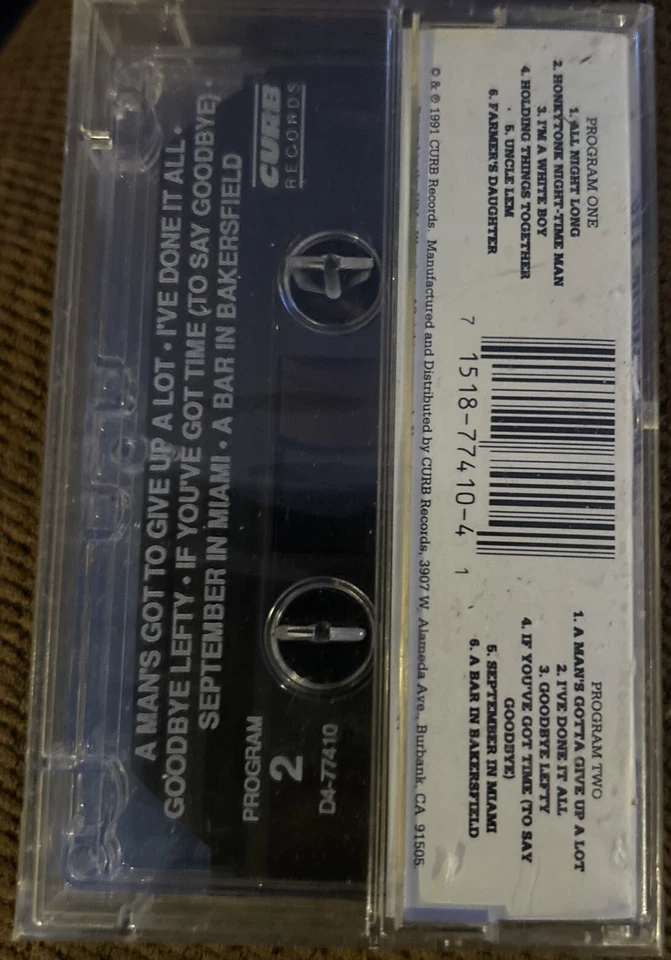 PROGRAM ONE
1. ALL NIGHT LONG
2. HONKYTONK NIGHT-TIME MAN
3. I'M A WHITE BOY
4. HOLDING THINGS TOGETHER
5. UNCLE LEM
6. FARMER'S DAUGHTER
7 1518-77410-4 1
PROGRAM TWO
1. A MAN'S GOTTA GIVE UP A LOT
2. I'VE DONE IT ALL
3. GOODBYE LEFTY
4. IF YOU'VE GOT TIME (TO SAY
GOODBYE)
5. SEPTEMBER IN MIAMI
6. A BAR IN BAKERSFIELD
© & ℗ 1991 CURB Records. Manufactured and Distributed by CURB Records, 3907 W. Alameda Ave., Burbank, CA 91505.
CURB
RECORDS
A MAN'S GOT TO GIVE UP A LOT • I'VE DONE IT ALL •
GOODBYE LEFTY • IF YOU'VE GOT TIME (TO SAY GOODBYE) •
SEPTEMBER IN MIAMI • A BAR IN BAKERSFIELD
PROGRAM
2
D4-77410